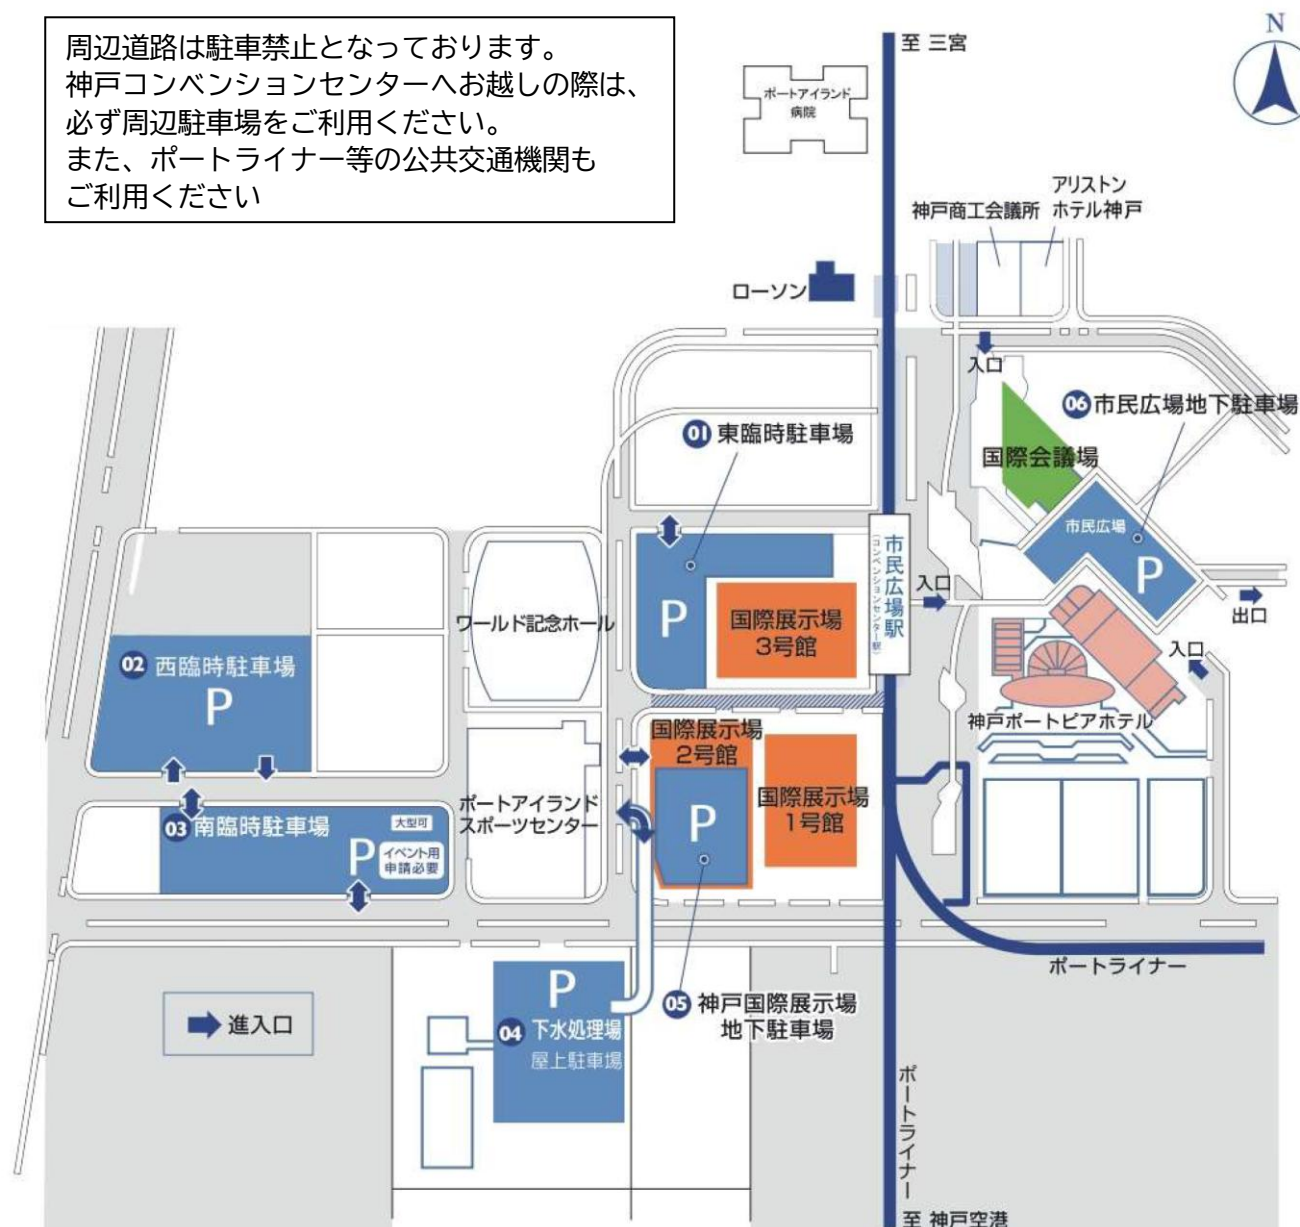 周辺道路は駐車禁止となっております。
神戸コンベンションセンターへお越しの際は、
必ず周辺駐車場をご利用ください。
また、ポートライナー等の公共交通機関も
ご利用ください
至 三宮
N
ポートアイランド
病院
アリストン
ホテル神戸
神戸商工会議所
ローソン
入口
06 市民広場地下駐車場
01 東臨時駐車場
国際会議場
市民広場
P
市民広場駅
(コンベンションセンター駅)
入口
出口
ワールド記念ホール
P
国際展示場
3号館
入口
02 西臨時駐車場
P
神戸ポートピアホテル
国際展示場
2号館
国際展示場
1号館
P
ポートアイランド
スポーツセンター
03 南臨時駐車場
大型可
P
イベント用
申請必要
ポートライナー
P
04 下水処理場
屋上駐車場
05 神戸国際展示場
地下駐車場
進入口
ポートライナー
至 神戸空港